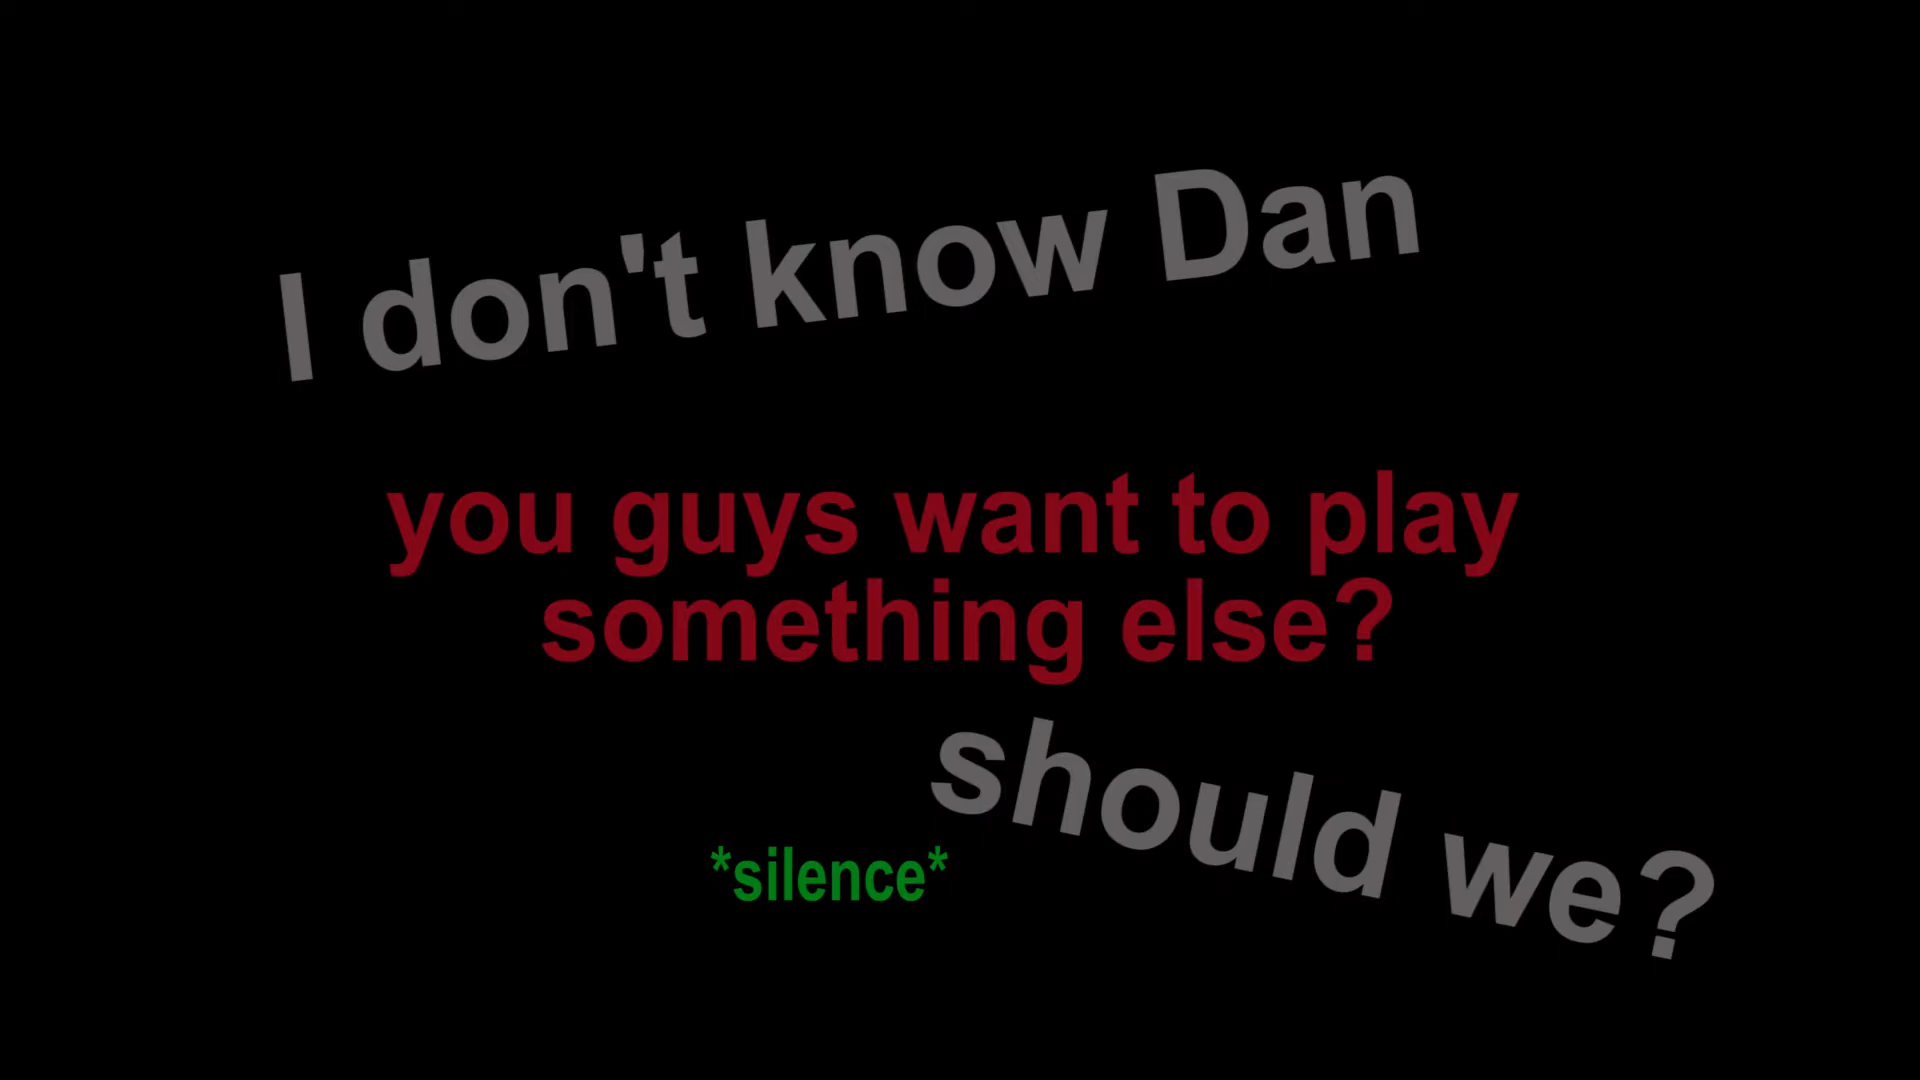 I don't know Dan
you guys want to play
something else?
should we?
*silence*